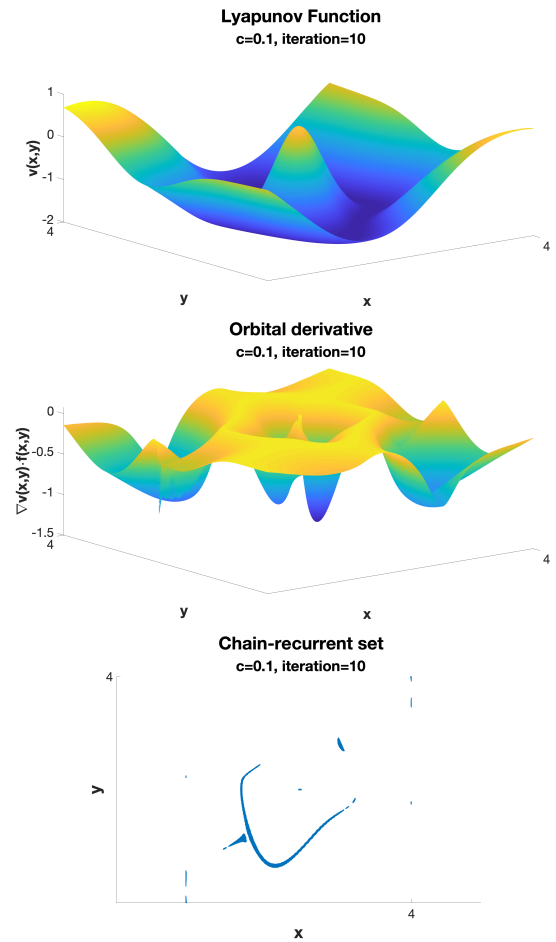 Lyapunov Function
c=0.1, iteration=10
v(x,y)
1
0
-1
-2
4
4
y
x
Orbital derivative
c=0.1, iteration=10
∇v(x,y)·f(x,y)
0
-0.5
-1
-1.5
4
4
y
x
Chain-recurrent set
c=0.1, iteration=10
4
y
4
x